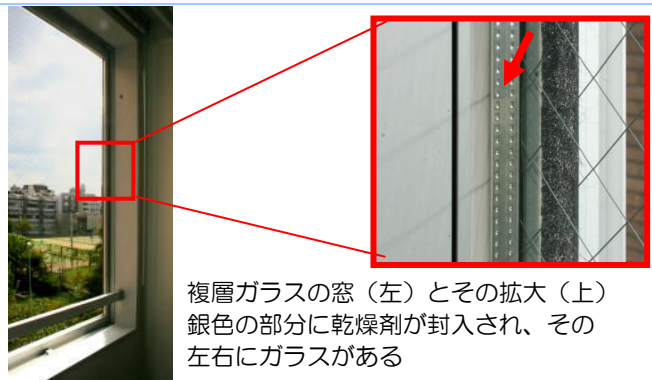 複層ガラスの窓（左）とその拡大（上）
銀色の部分に乾燥剤が封入され、その
左右にガラスがある